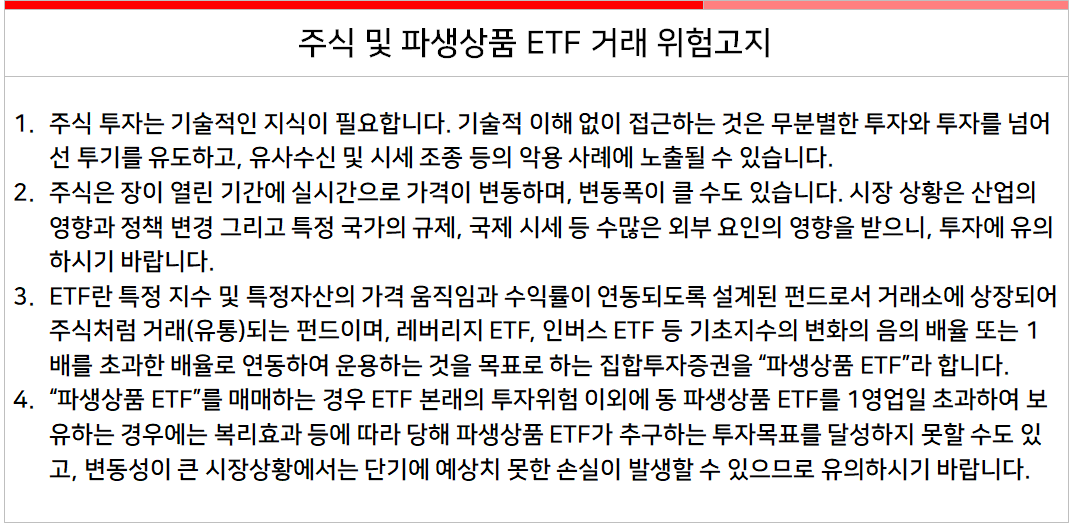 주식 및 파생상품 ETF 거래 위험고지
1. 주식 투자는 기술적인 지식이 필요합니다. 기술적 이해 없이 접근하는 것은 무분별한 투자와 투자를 넘어
선 투기를 유도하고, 유사수신 및 시세 조종 등의 악용 사례에 노출될 수 있습니다.
2. 주식은 장이 열린 기간에 실시간으로 가격이 변동하며, 변동폭이 클 수도 있습니다. 시장 상황은 산업의
영향과 정책 변경 그리고 특정 국가의 규제, 국제 시세 등 수많은 외부 요인의 영향을 받으니, 투자에 유의
하시기 바랍니다.
3. ETF란 특정 지수 및 특정자산의 가격 움직임과 수익률이 연동되도록 설계된 펀드로서 거래소에 상장되어
주식처럼 거래(유통)되는 펀드이며, 레버리지 ETF, 인버스 ETF 등 기초지수의 변화의 음의 배율 또는 1
배를 초과한 배율로 연동하여 운용하는 것을 목표로 하는 집합투자증권을 “파생상품 ETF”라 합니다.
4. “파생상품 ETF”를 매매하는 경우 ETF 본래의 투자위험 이외에 동 파생상품 ETF를 1영업일 초과하여 보
유하는 경우에는 복리효과 등에 따라 당해 파생상품 ETF가 추구하는 투자목표를 달성하지 못할 수도 있
고, 변동성이 큰 시장상황에서는 단기에 예상치 못한 손실이 발생할 수 있으므로 유의하시기 바랍니다.